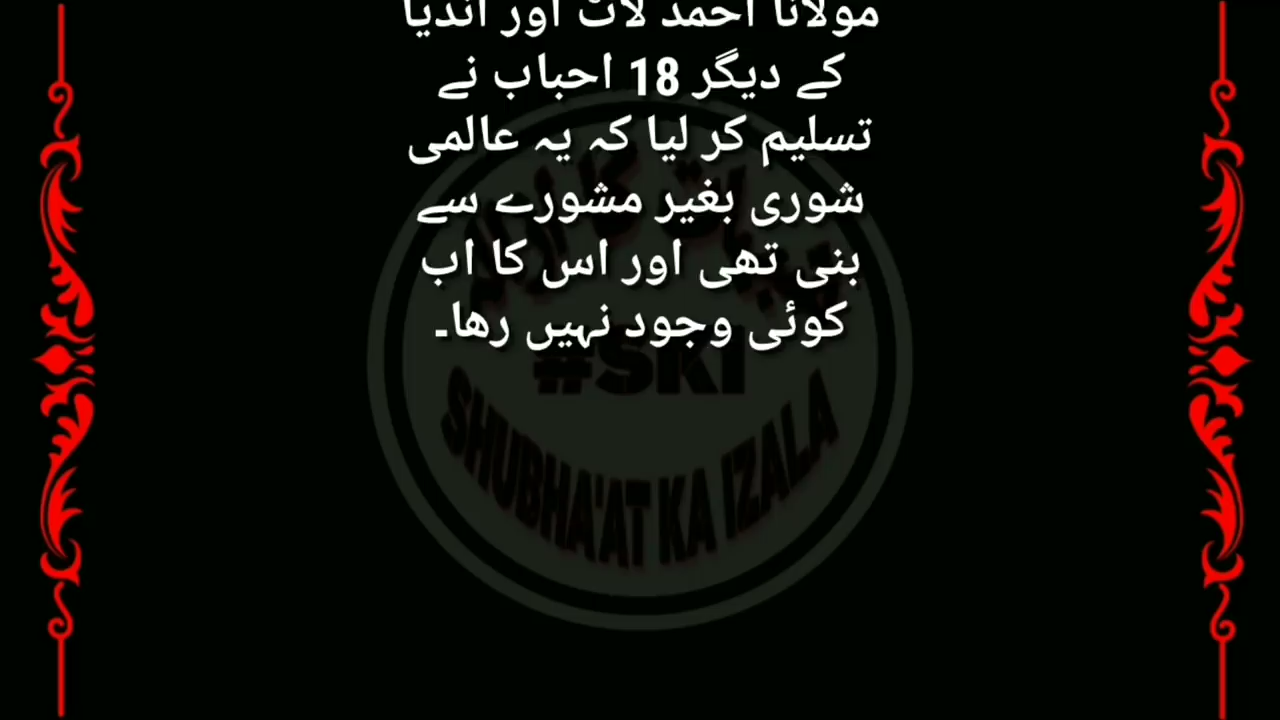 مولانا احمد لاٹ اور انڈیا
کے دیگر 18 احباب نے
تسلیم کر لیا کہ یہ عالمی
شوری بغیر مشورے سے
بنی تھی اور اس کا اب
کوئی وجود نہیں رھا۔
#SKI
SHUBHA'AT KA IZALA